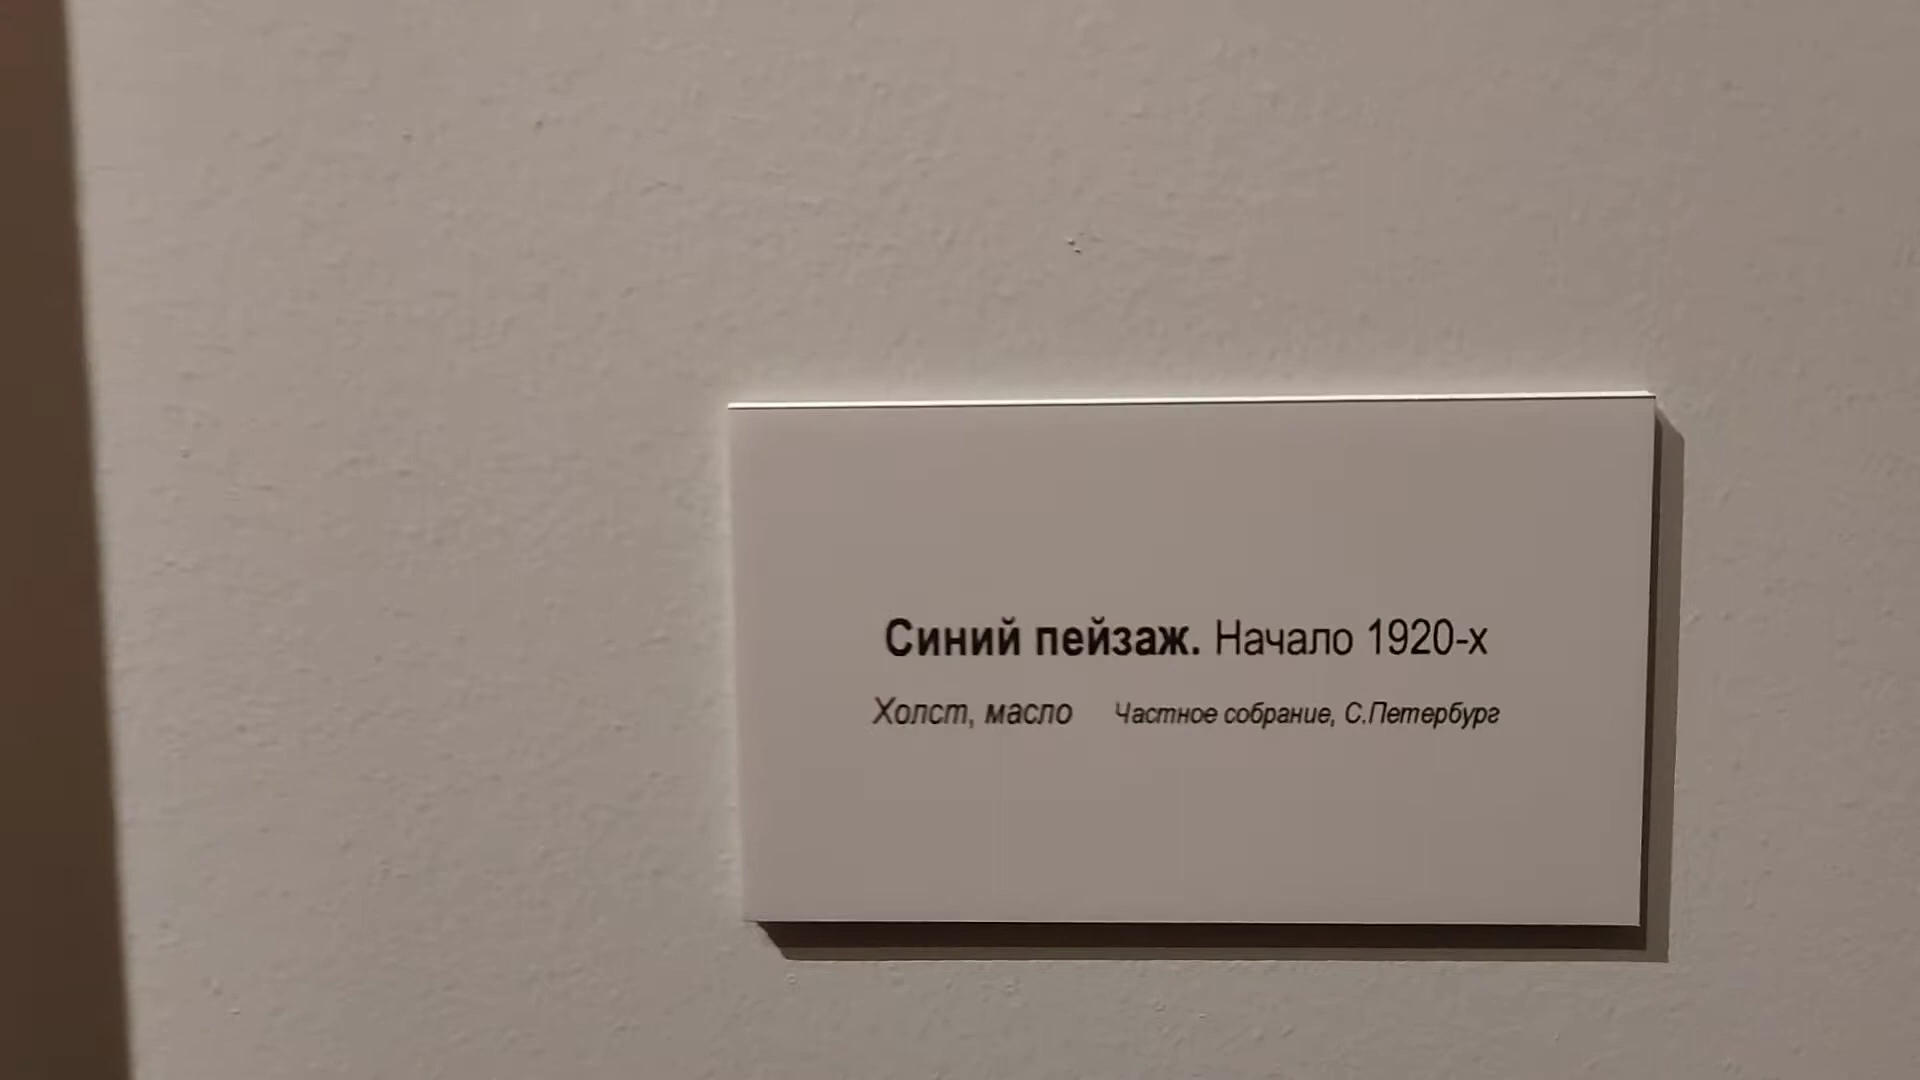 Синий пейзаж. Начало 1920-х
Холст, масло Частное собрание, С.Петербург